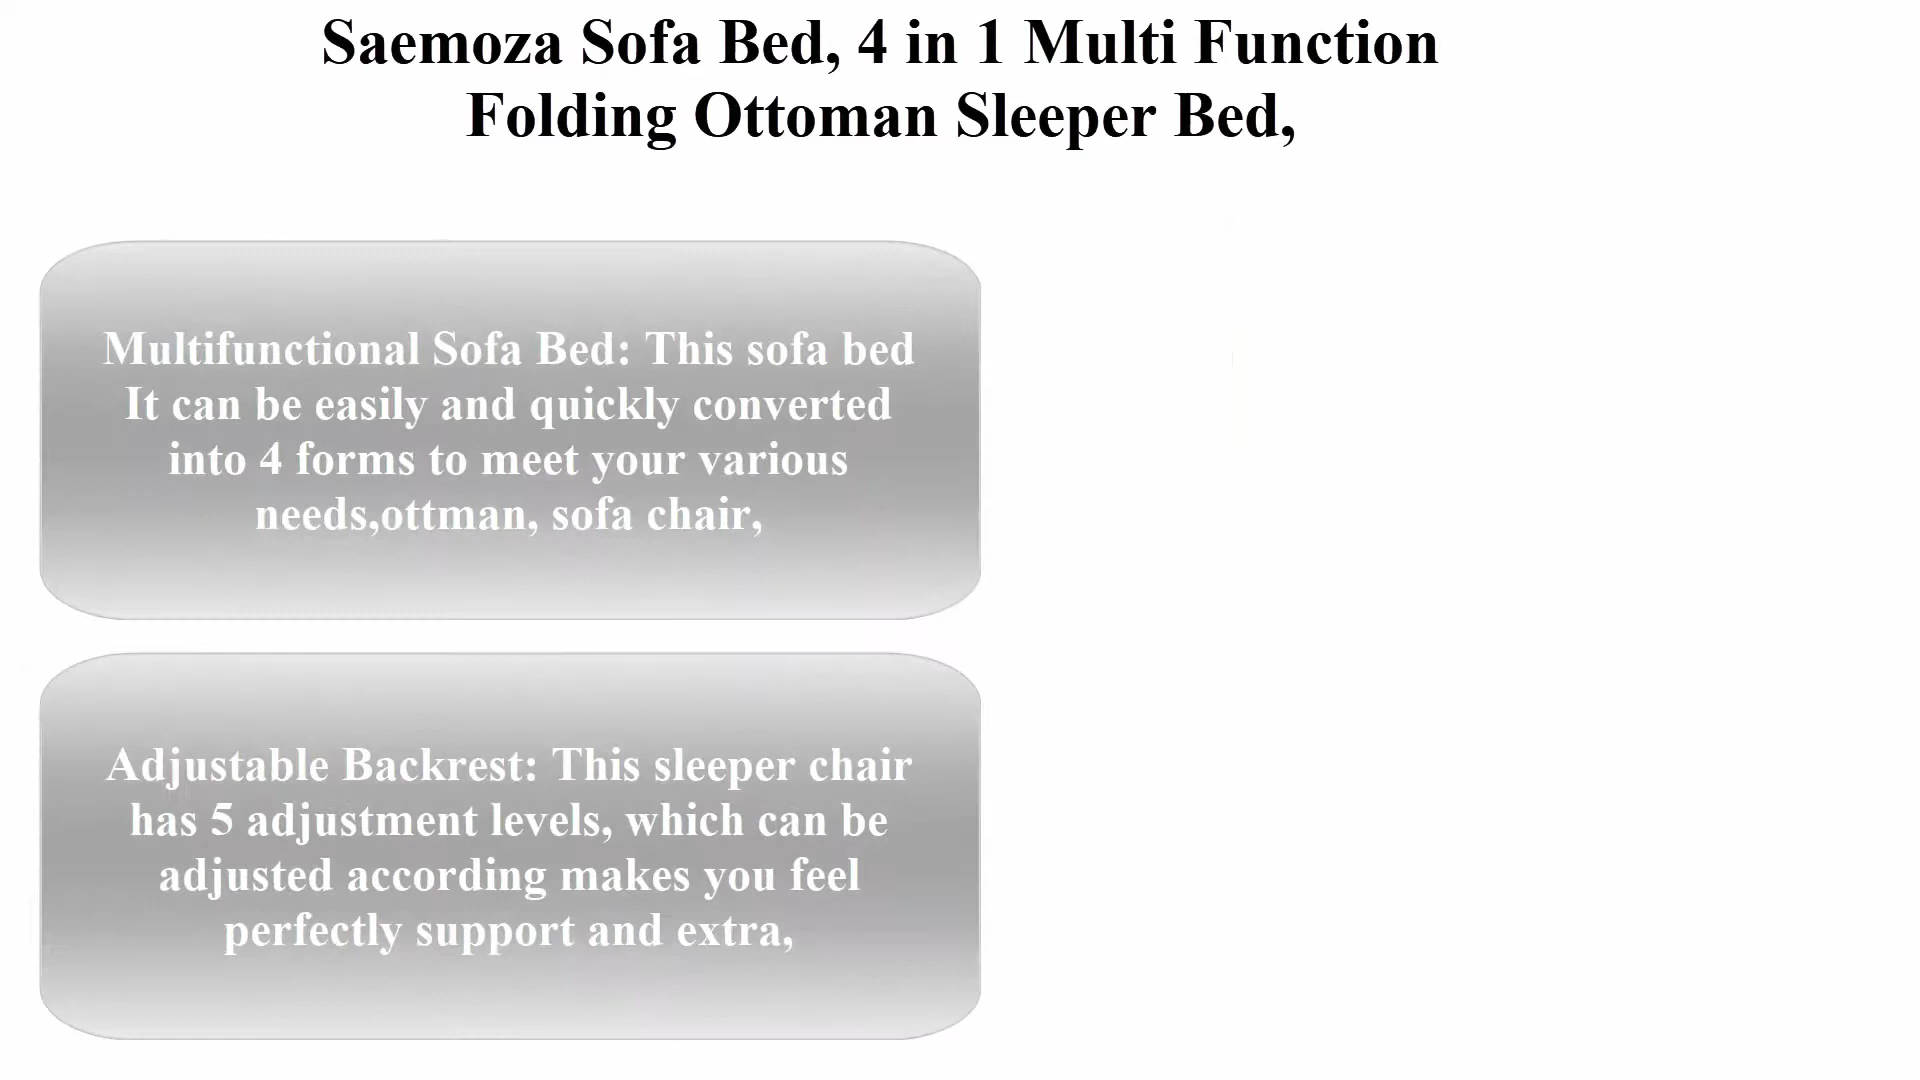 Saemoza Sofa Bed, 4 in 1 Multi Function
Folding Ottoman Sleeper Bed,
Multifunctional Sofa Bed: This sofa bed
It can be easily and quickly converted
into 4 forms to meet your various
needs,ottman, sofa chair,
Adjustable Backrest: This sleeper chair
has 5 adjustment levels, which can be
adjusted according makes you feel
perfectly support and extra,